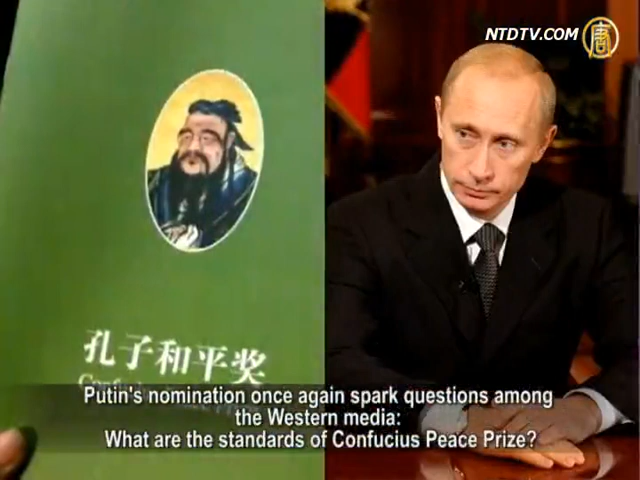 NTDTV.COM
唐
孔子和平奖
Putin's nomination once again spark questions among
the Western media:
What are the standards of Confucius Peace Prize?